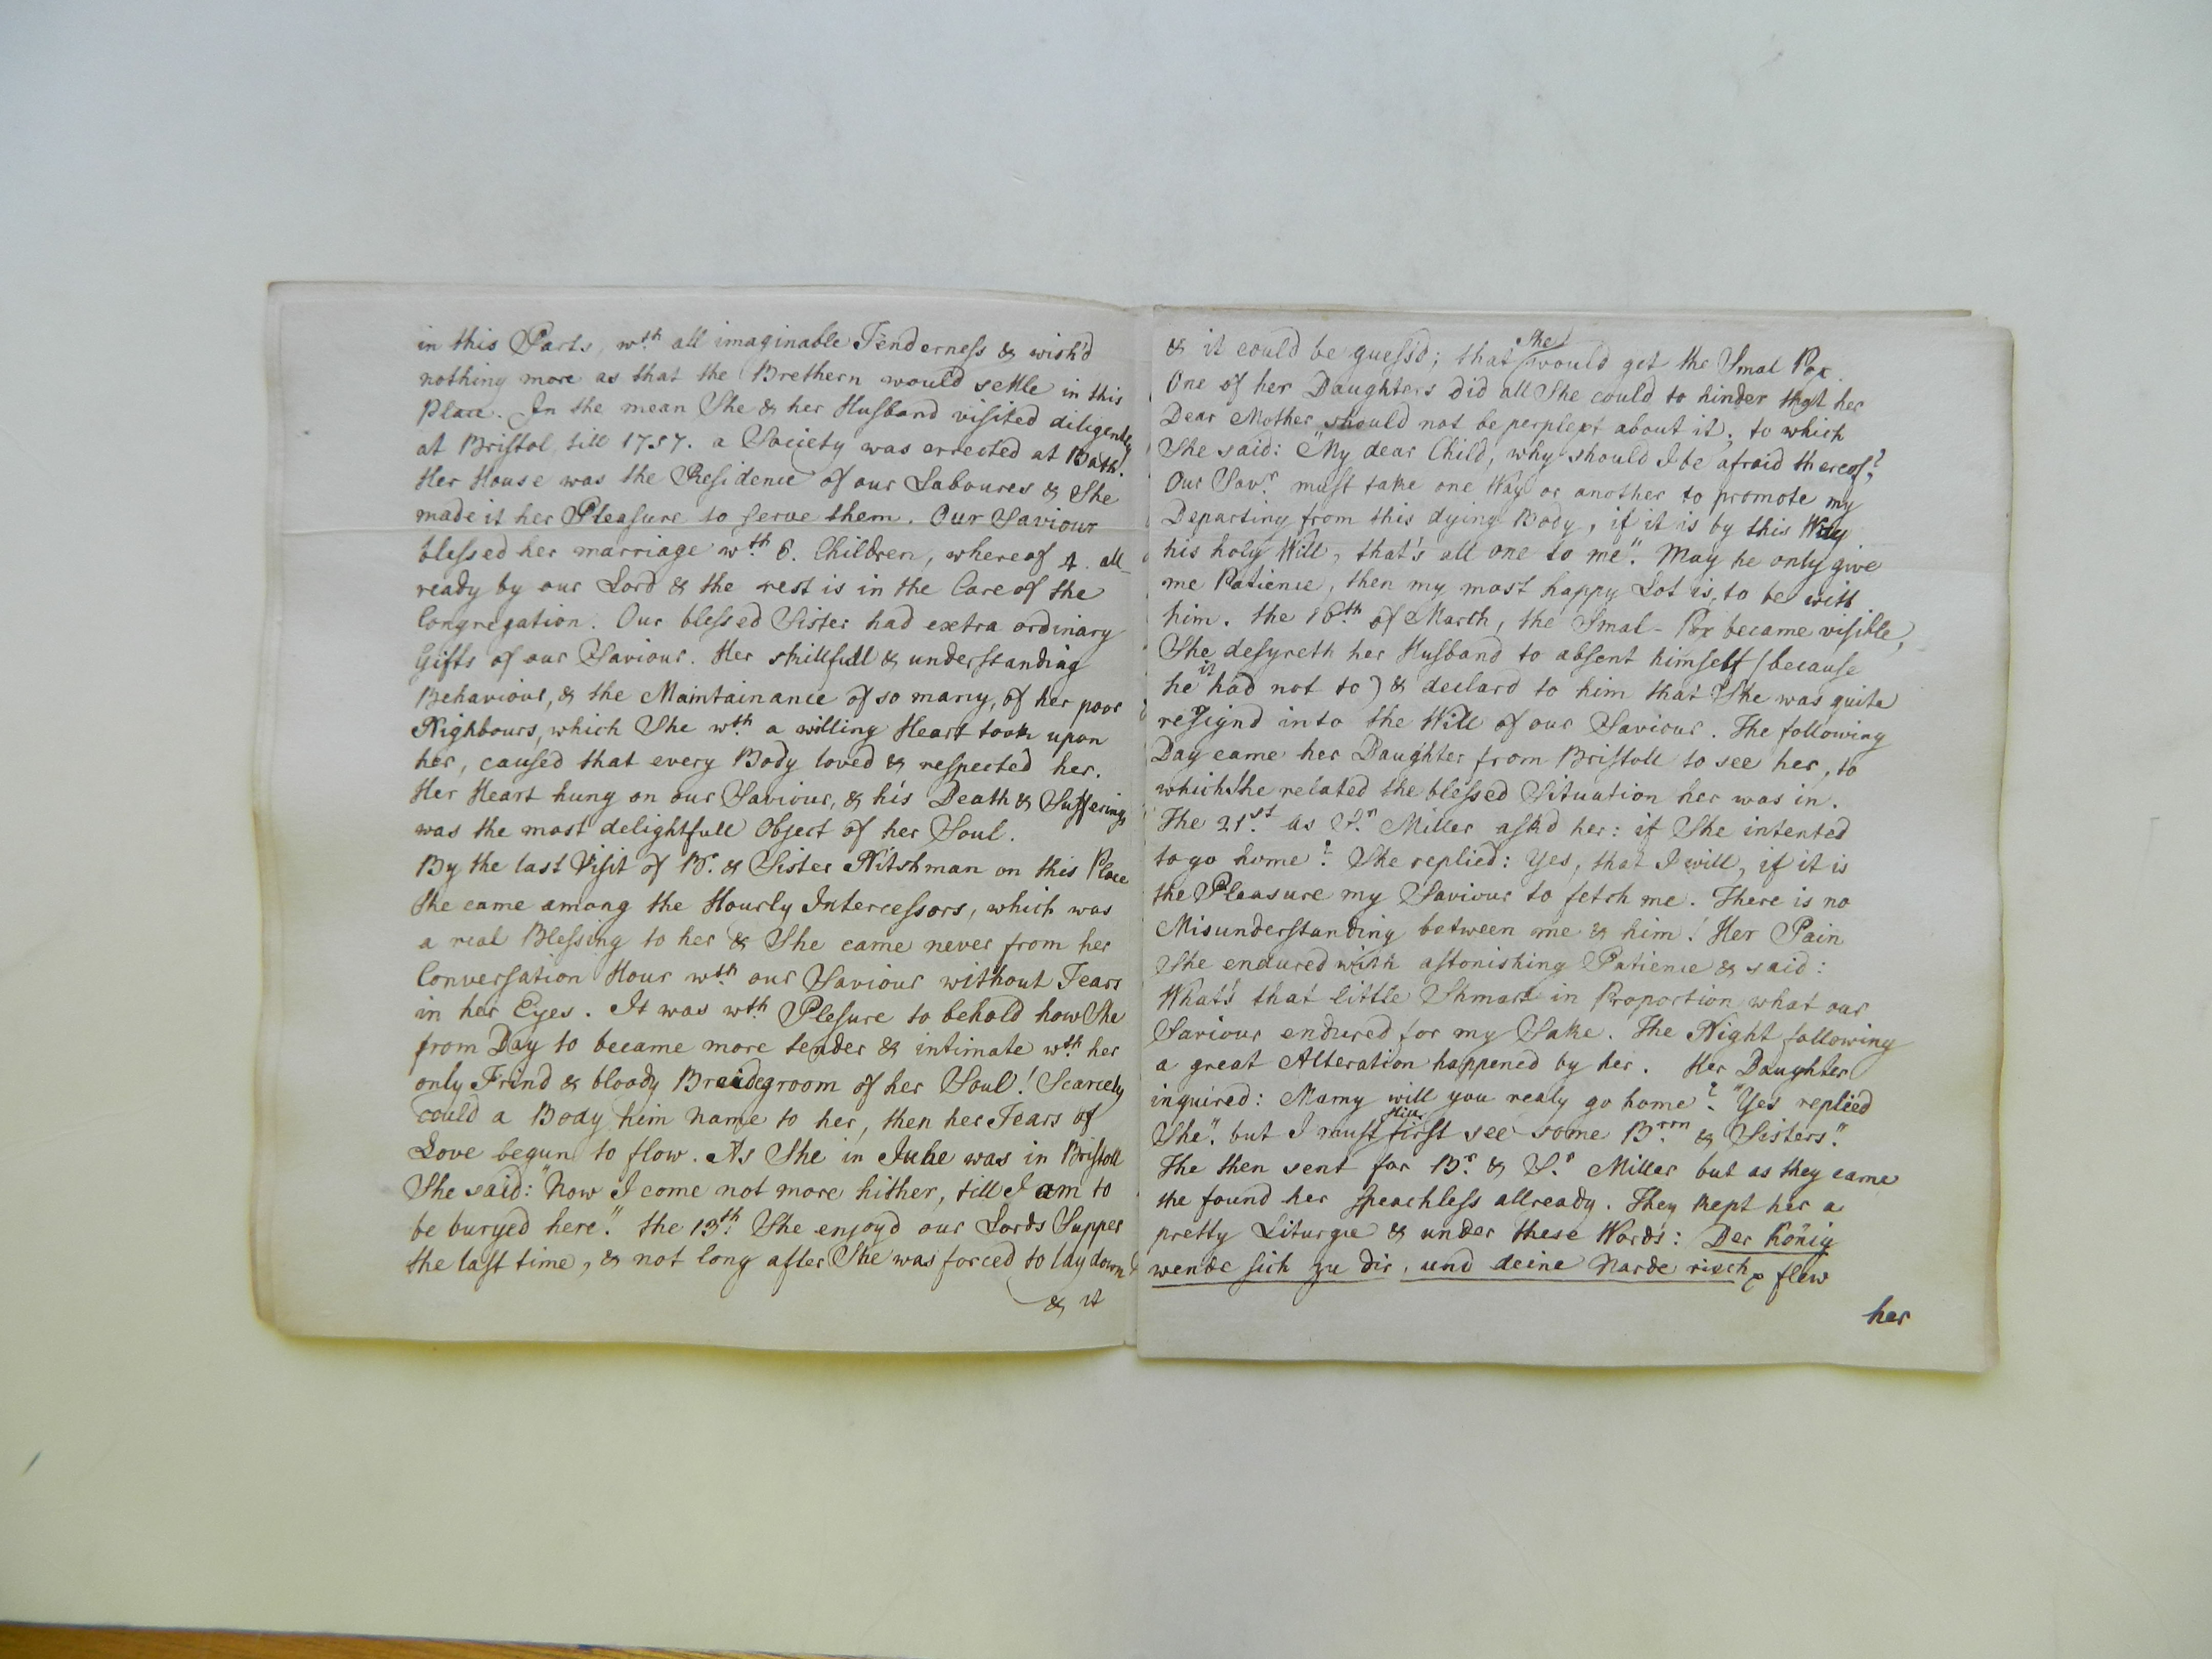 in this Parts, wth all imaginable Tenderness & wish'd
nothing more as that the Brethern would settle in this
Place. In the mean She & her Husband visited diligently
at Bristol, till 1757. a Society was errected at Bath.
Her House was the Residence of our Laboures & She
made it her Pleasure to serve them. Our Saviour
blessed her marriage wth 6. Children, whereof 4. all-
ready by our Lord & the rest is in the Care of the
Congregation. Our blessed Sister had extra ordinary
Gifts of our Saviour. Her skillfull & understanding
Behaviour, & the Maintainance of so many, of her poor
Nighbours, which She wth a willing Heart took upon
her, caused that every Body loved & respected her.
Her Heart hung on our Saviour, & his Death & Sufferings
was the most delightfull Object of her Soul.
By the last Visit of Br. & Sister Nitshman on this Place
She came among the Hourly Intercessors, which was
a real Blessing to her & She came never from her
Conversation Hour wth our Saviour without Tears
in her Eyes. It was wth Plesure to behold how She
from Day to became more tender & intimate wth her
only Frind & bloody Breidegroom of her Soul! Scarcely
could a Body him name to her, then her Tears of
Love begun to flow. As She in June was in Bristoll
She said: "Now I come not more hither, till I am to
be buryed here." the 13th She enjoyd our Lords Supper
the last time, & not long after She was forced to lay down
& it
& it could be guess'd; that She would get the Smal Pox.
One of her Daughters did all She could to hinder that her
Dear Mother should not be perplext about it; to which
She said: "My dear Child, why should I be afraid thereof?
Our Savr. must take one Way or another to promote my
Departing from this dying Body, if it is by this Way
his holy Will, that's all one to me." May he only give
me Patience, then my most happy Lot is, to be with
him. the 16th of March, the Smal-Pox became visible,
She desyreth her Husband to absent himself (because
he had it not to) & declard to him that She was quite
resignd into the Will of our Saviour. The following
Day came her Daughter from Bristoll to see her, to
which She related the blessed Situation her was in.
The 21st. as Sr. Miller ask'd her: if She intented
to go home? She replied: Yes, that I will, if it is
the Pleasure my Saviour to fetch me. There is no
Misunderstanding between me & him! Her Pain
She endured with astonishing Patience & said:
What's that little Shmart in Proportion what our
Saviour endured for my Sake. The Night following
a great Alteration happened by her. Her Daughter
inquired: Mamy will you realy go home? "Yes replied
She". but I must first see some Brrn & Sisters."
The then sent for Br. & Sr. Miller but as they came
the found her speachless allready. They kept her a
pretty Liturgie & under these Words: Der König
wende sich zu dir, und deine Narde riech flew
her